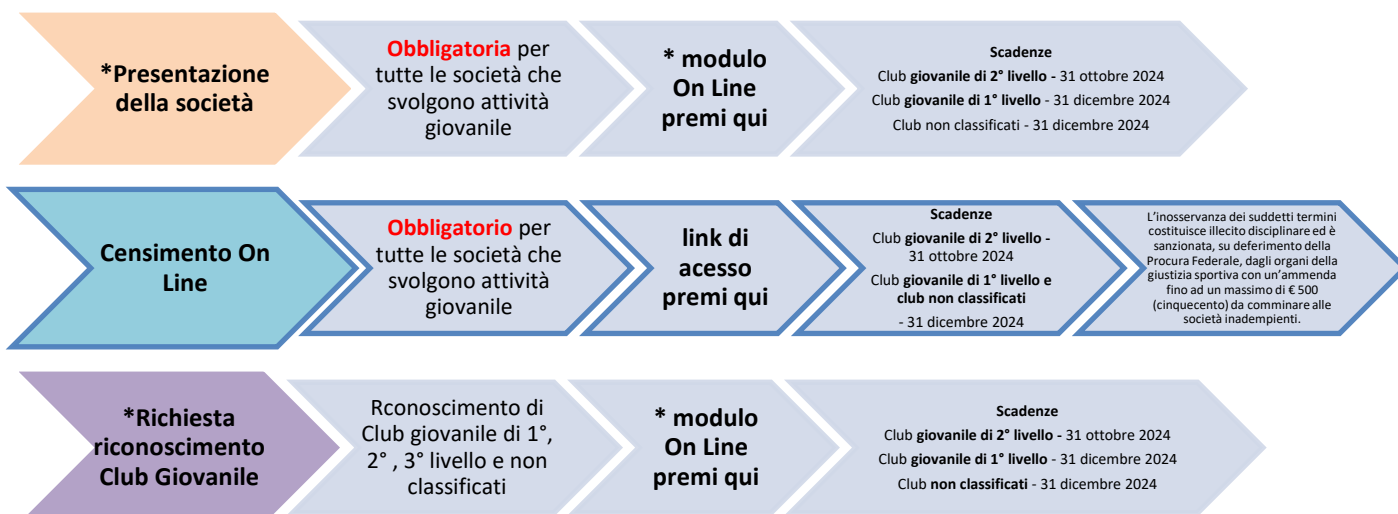 *Presentazione
della società
Obbligatoria per
tutte le società che
svolgono attività
giovanile
* modulo
On Line
premi qui
Scadenze
Club giovanile di 2° livello - 31 ottobre 2024
Club giovanile di 1° livello - 31 dicembre 2024
Club non classificati - 31 dicembre 2024
Censimento On
Line
Obbligatorio per
tutte le società che
svolgono attività
giovanile
link di
acesso
premi qui
Scadenze
Club giovanile di 2° livello -
31 ottobre 2024
Club giovanile di 1° livello e
club non classificati
- 31 dicembre 2024
L'inosservanza dei suddetti termini
costituisce illecito disciplinare ed è
sanzionata, su deferimento della
Procura Federale, dagli organi della
giustizia sportiva con un'ammenda
fino ad un massimo di € 500
(cinquecento) da comminare alle
società inadempienti.
*Richiesta
riconoscimento
Club Giovanile
Rconoscimento di
Club giovanile di 1°,
2° , 3° livello e non
classificati
* modulo
On Line
premi qui
Scadenze
Club giovanile di 2° livello - 31 ottobre 2024
Club giovanile di 1° livello - 31 dicembre 2024
Club non classificati - 31 dicembre 2024